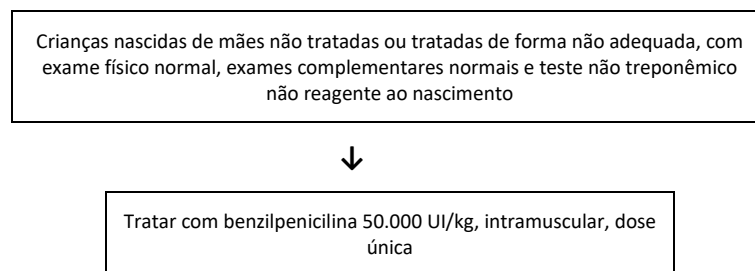 Crianças nascidas de mães não tratadas ou tratadas de forma não adequada, com
exame físico normal, exames complementares normais e teste não treponêmico
não reagente ao nascimento
Tratar com benzilpenicilina 50.000 UI/kg, intramuscular, dose
única